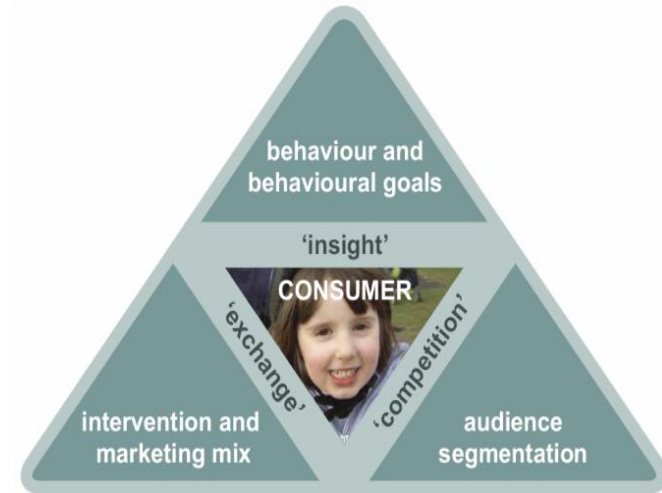 behaviour and
behavioural goals
‘insight’
CONSUMER
‘exchange’
‘competition’
intervention and
marketing mix
audience
segmentation